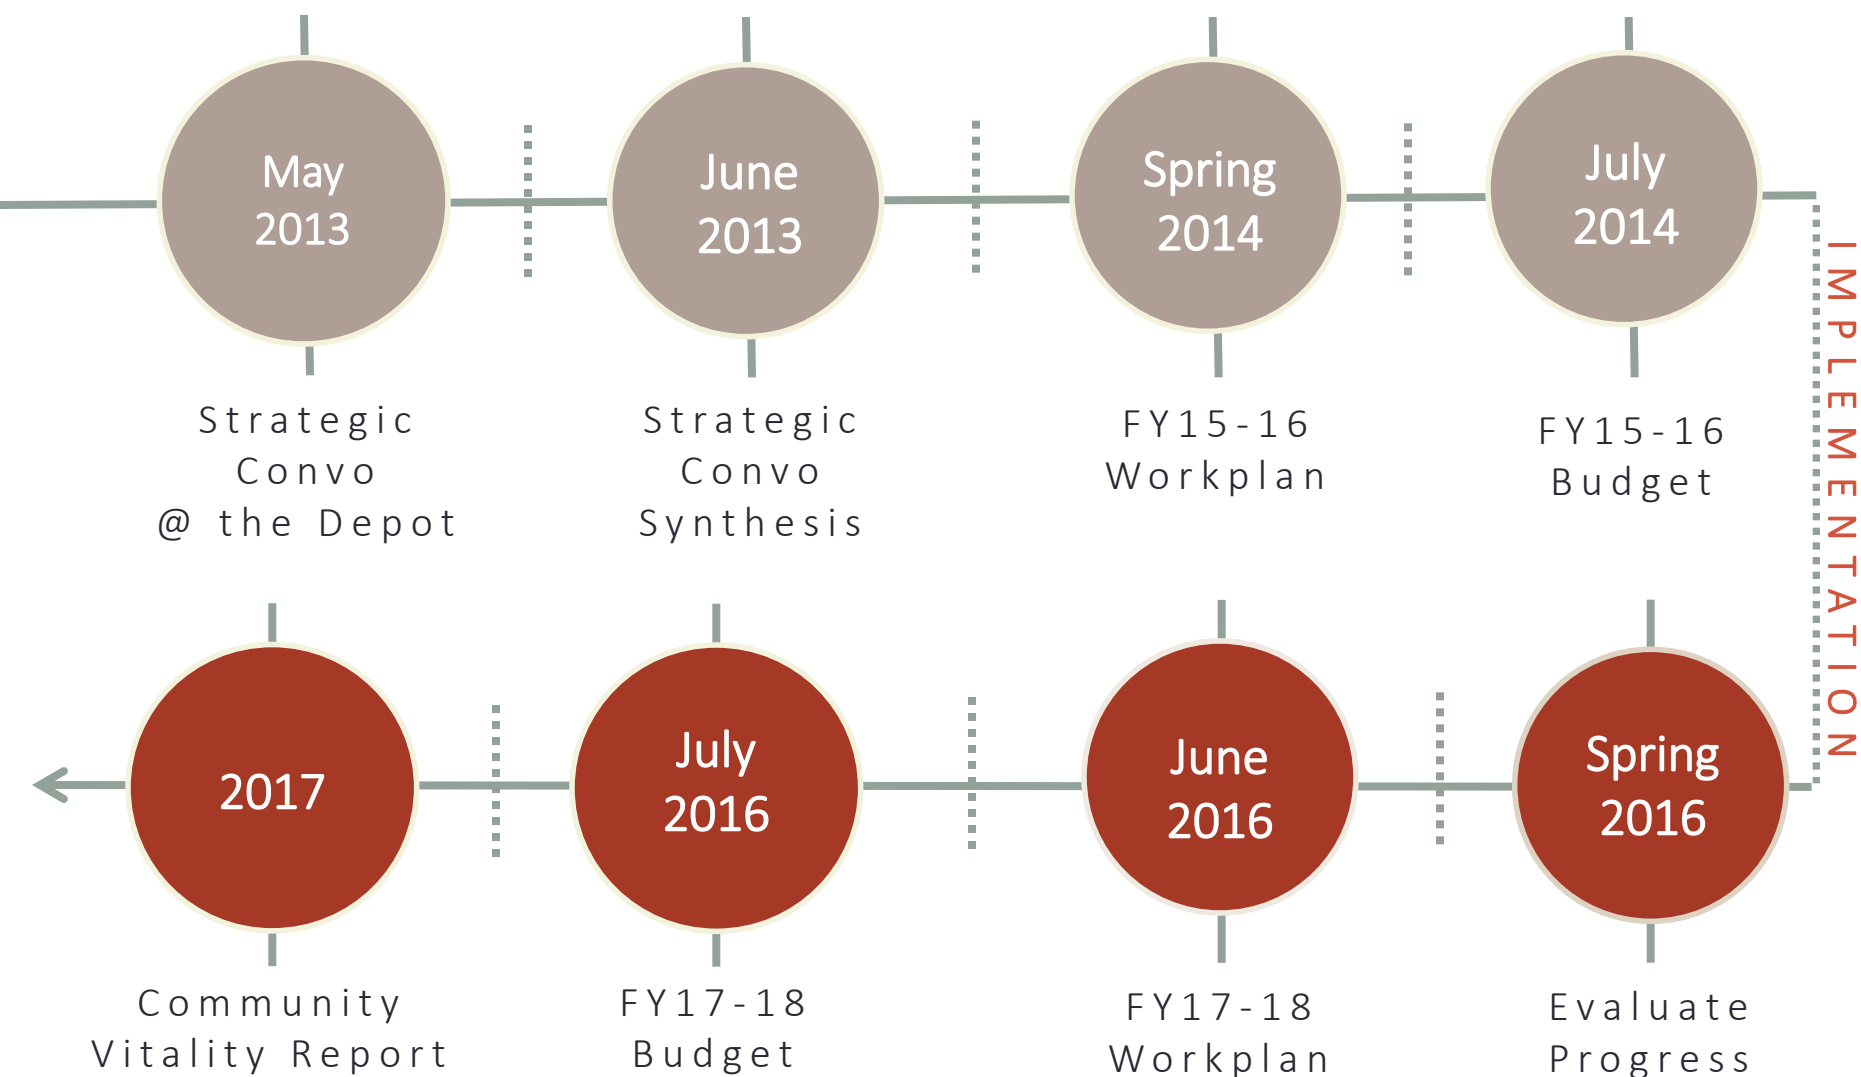 May
2013
June
2013
Spring
2014
July
2014
Strategic
Convo
@ the Depot
Strategic
Convo
Synthesis
FY15-16
Workplan
FY15-16
Budget
IMPLEMENTATION
Spring
2016
June
2016
July
2016
2017
Evaluate
Progress
FY17-18
Workplan
FY17-18
Budget
Community
Vitality Report